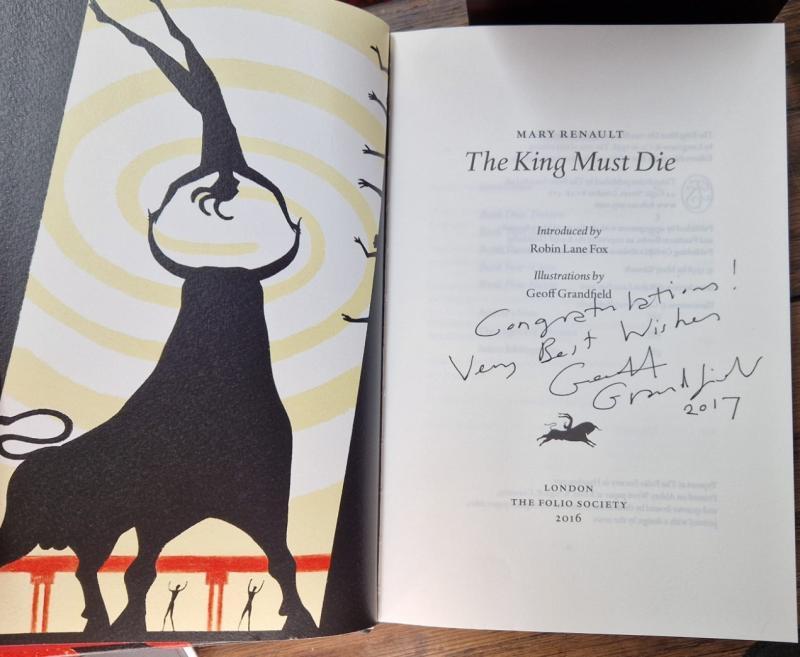 MARY RENAULT
The King Must Die
Introduced by
Robin Lane Fox
Illustrations by
Geoff Grandfield
Congratulations!
Very Best Wishes
Geoff
Grandfield
2017
LONDON
THE FOLIO SOCIETY
2016